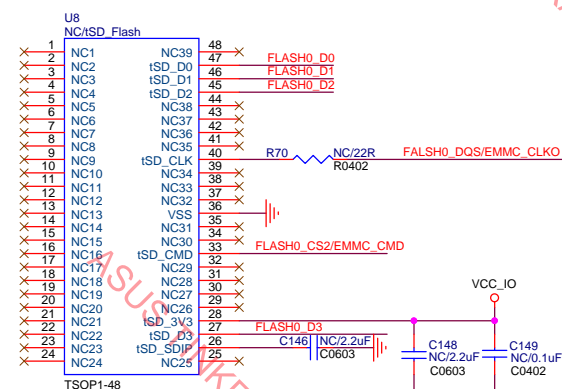 U8
NC/tSD_Flash
1 NC1 NC39 48
2 NC2 tSD_D0 47 FLASH0_D0
3 NC3 tSD_D1 46 FLASH0_D1
4 NC4 tSD_D2 45 FLASH0_D2
5 NC5 NC38 44
6 NC6 NC37 43
7 NC7 NC36 42
8 NC8 NC35 41
9 NC9 tSD_CLK 40 R70 NC/22R FALSH0_DQS/EMMC_CLKO
R0402
10 NC10 NC34 39
11 NC11 NC33 38
12 NC12 NC32 37
13 NC13 VSS 36
14 NC14 NC31 35
15 NC15 NC30 34
16 NC16 tSD_CMD 33 FLASH0_CS2/EMMC_CMD
17 NC17 NC29 32
18 NC18 NC28 31
19 NC19 NC27 30
20 NC20 NC26 29
21 NC21 tSD_3V3 28
22 NC22 tSD_D3 27 FLASH0_D3
23 NC23 tSD_SDIP 26 C146 NC/2.2uF
C0603
24 NC24 NC25 25
TSOP1-48
VCC_IO
C148
NC/2.2uF
C0603
C149
NC/0.1uF
C0402
ASUS TINKE